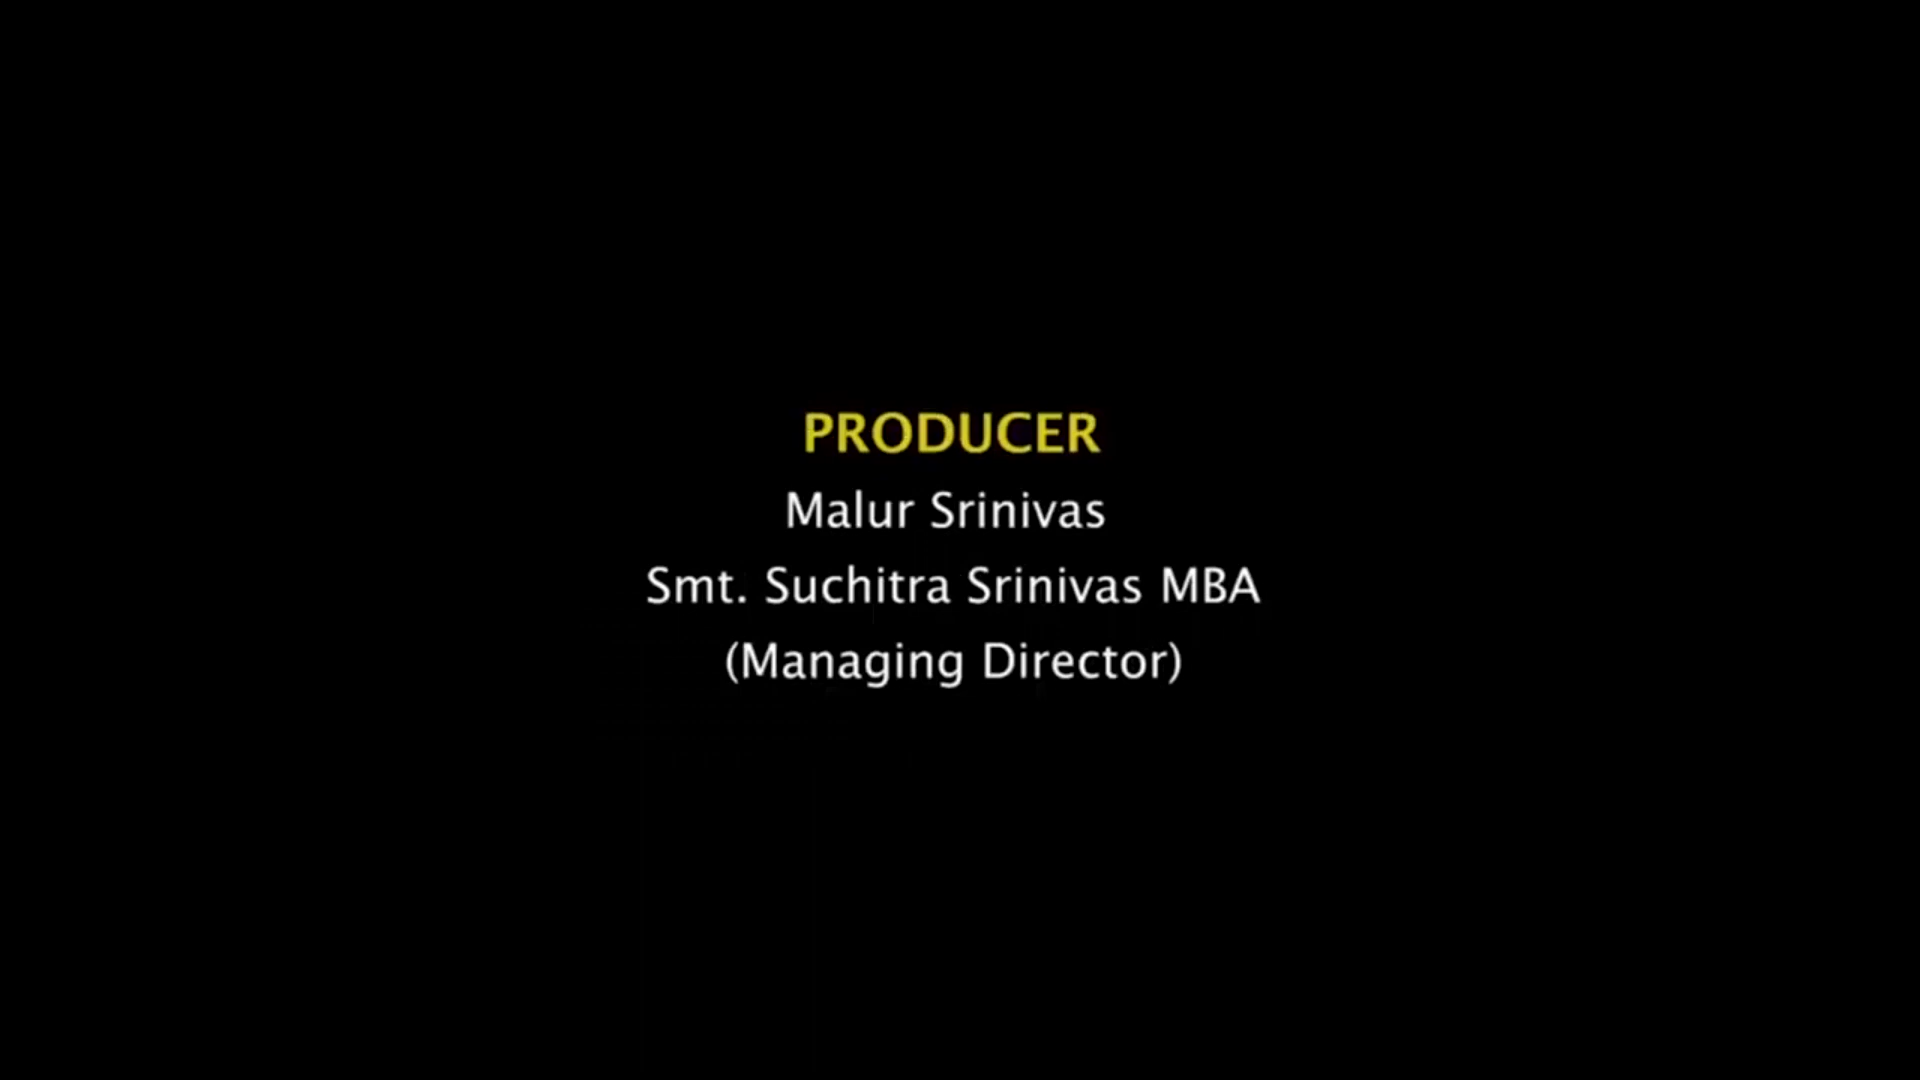 PRODUCER
Malur Srinivas
Smt. Suchitra Srinivas MBA
(Managing Director)